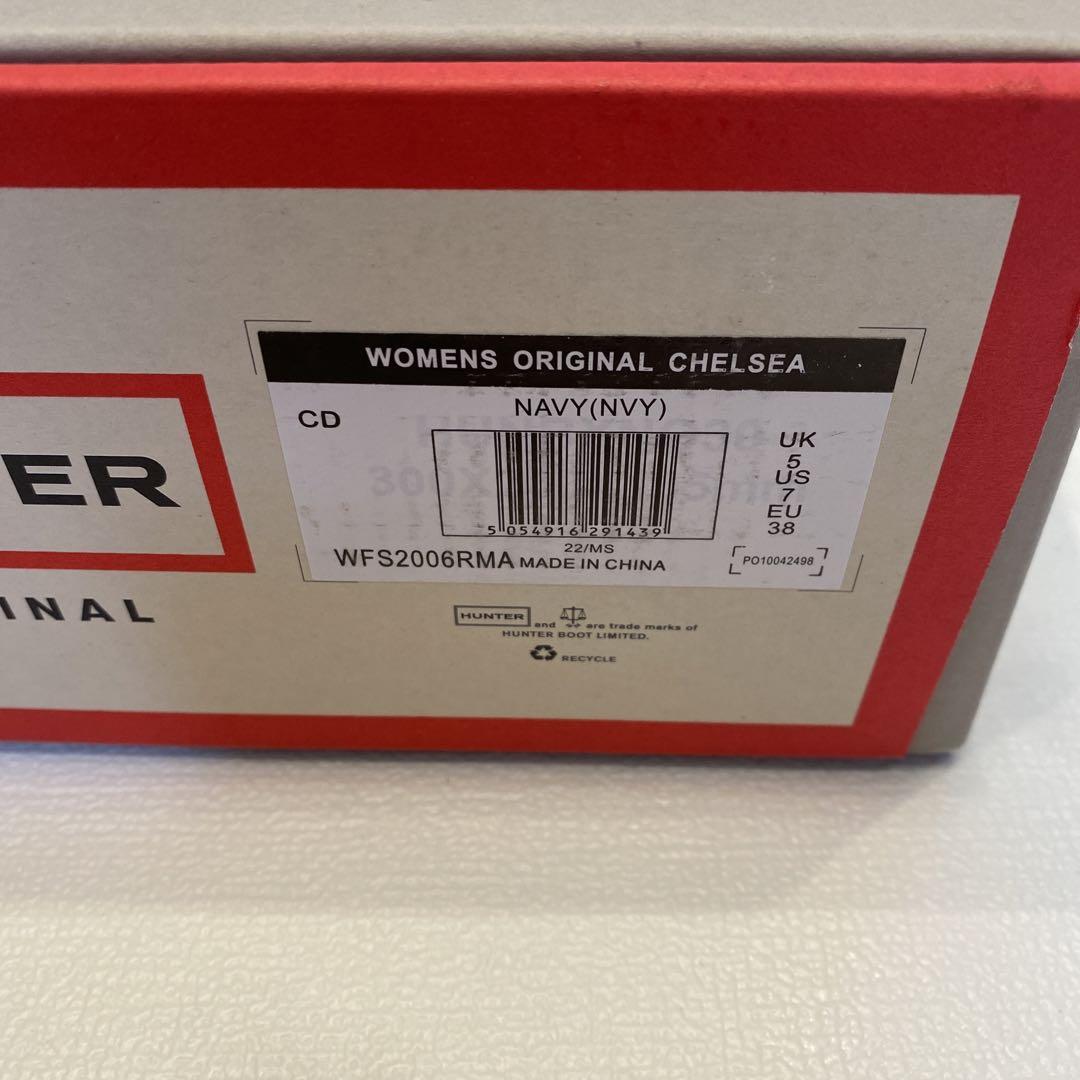 ER
INAL
WOMENS ORIGINAL CHELSEA
CD
NAVY(NVY)
5 054916 291439
UK
5
US
7
EU
38
22/MS
WFS2006RMA MADE IN CHINA
PO10042498
HUNTER and are trade marks of
HUNTER BOOT LIMITED.
RECYCLE